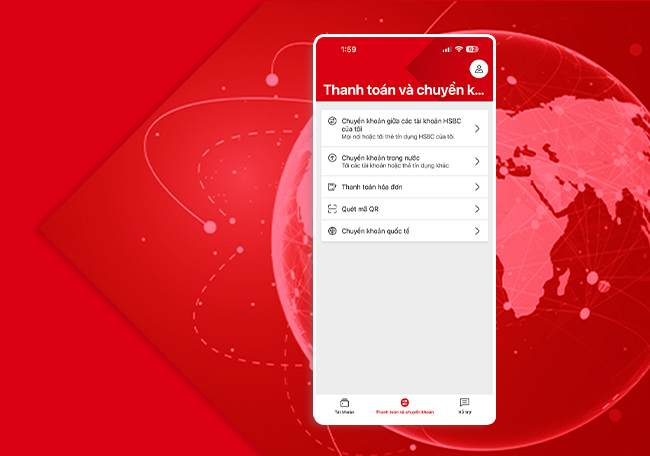 1:59
62
Thanh toán và chuyển k...
Chuyển khoản giữa các tài khoản HSBC
của tôi
Mọi nơi hoặc tới thẻ tín dụng HSBC của tôi
Chuyển khoản trong nước
Tới các tài khoản hoặc thẻ tín dụng khác
Thanh toán hóa đơn
Quét mã QR
Chuyển khoản quốc tế
Tài khoản
Thanh toán và chuyển khoản
Hỗ trợ